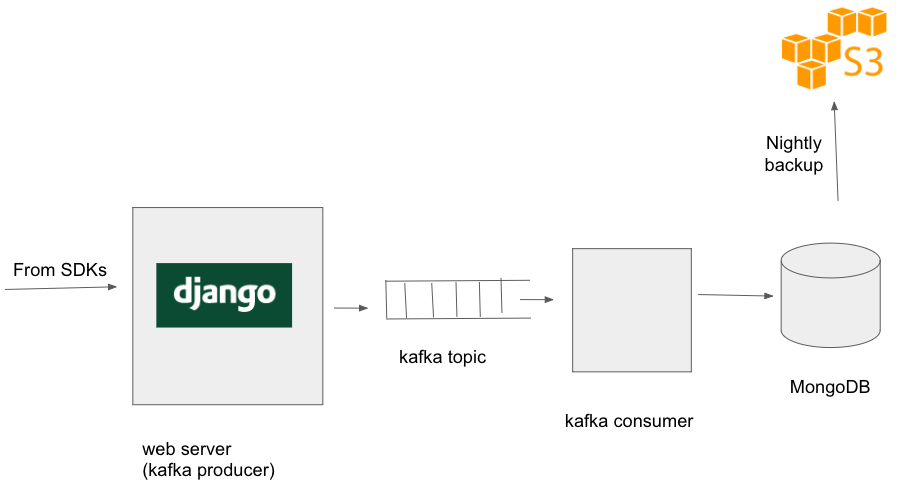 S3
Nightly
backup
From SDKs
django
kafka topic
kafka consumer
MongoDB
web server
(kafka producer)